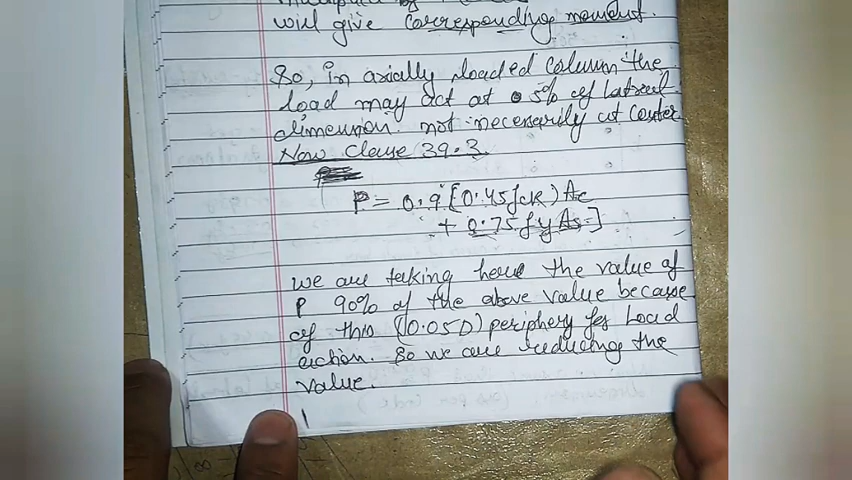 will give corresponding moment.
So, In axially loaded column the
load may act at 5% of latreal
dimension. not necessarily at center
Now Clause 39.3
P = 0.9 [(0.45fck) Ac
+ 0.75 fy As]
we are taking here the value of
P 90% of the above value because
of this (0.05D) periphery for Load
action. So we are reducing the
value.